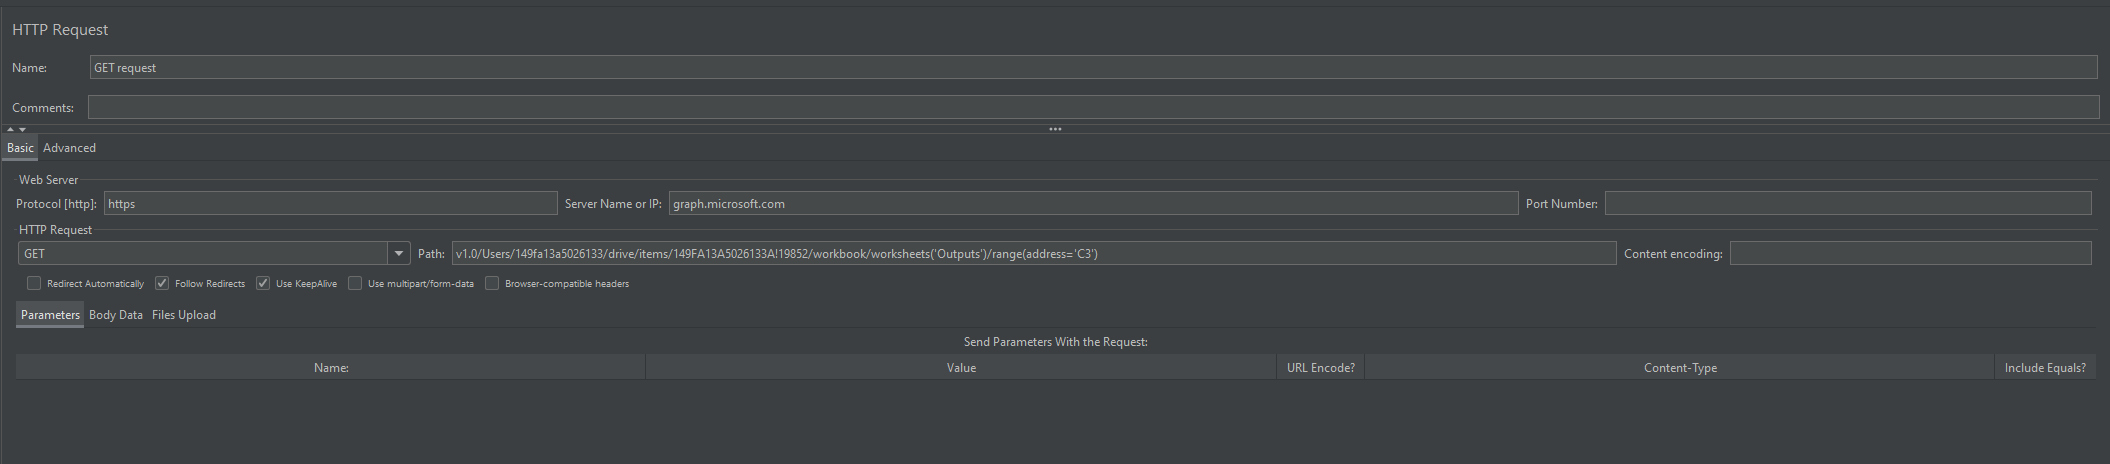 HTTP Request
Name: GET request
Comments:
Basic Advanced
Web Server
Protocol [http]: https Server Name or IP: graph.microsoft.com Port Number:
HTTP Request
GET Path: v1.0/Users/149fa13a5026133/drive/items/149FA13A5026133A!19852/workbook/worksheets('Outputs')/range(address='C3') Content encoding:
Redirect Automatically Follow Redirects Use KeepAlive Use multipart/form-data Browser-compatible headers
Parameters Body Data Files Upload
Send Parameters With the Request:
Name: Value URL Encode? Content-Type Include Equals?